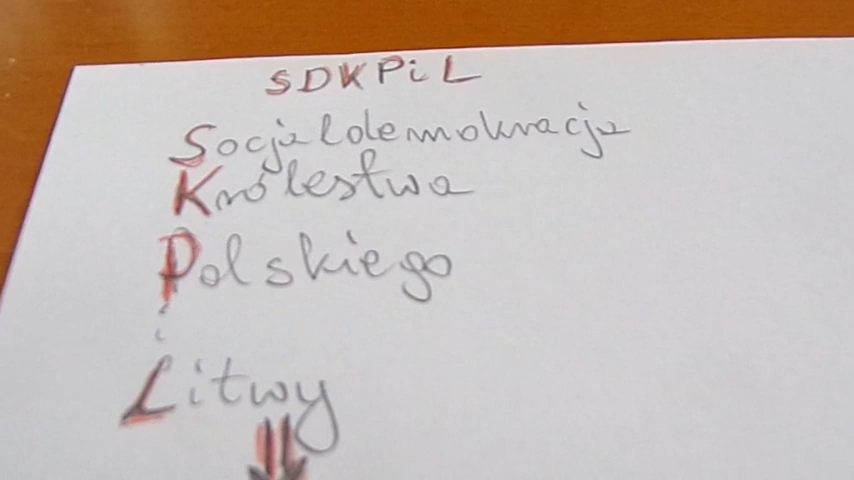 SDKPiL
Socjaldemokracja
Królestwa
Polskiego
i
Litwy